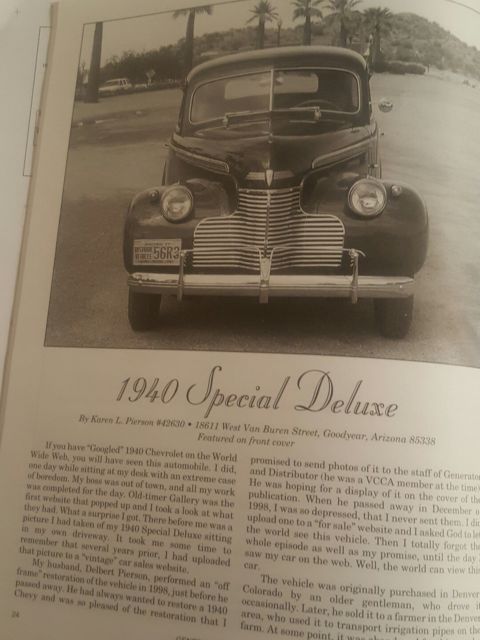 56R3
1940 Special Deluxe
By Karen L. Pierson #42630 • 18611 West Van Buren Street, Goodyear, Arizona 85338
Featured on front cover
If you have "Googled" 1940 Chevrolet on the World
Wide Web, you will have seen this automobile. I did,
one day while sitting at my desk with an extreme case
of boredom. My boss was out of town, and all my work
was completed for the day. Old-timer Gallery was the
first website that popped up and I took a look at what
they had. What a surprise I got. There before me was a
picture I had taken of my 1940 Special Deluxe sitting
in my own driveway. It took me some time to
remember that several years prior, I had uploaded
that picture to a "vintage" car sales website.
My husband, Delbert Pierson, performed an "off
frame" restoration of the vehicle in 1998, just before he
passed away. He had always wanted to restore a 1940
Chevy and was so pleased of the restoration that I
24
promised to send photos of it to the staff of Generator
and Distributor (he was a VCCA member at the time
He was hoping for a display of it on the cover of the
publication. When he passed away in December o
1998, I was so depressed, that I never sent them. I did
upload one to a "for sale" website and I asked God to let
the world see this vehicle. Then I totally forgot the
whole episode as well as my promise, until the day
saw my car on the web. Well, the world can view this
car.
The vehicle was originally purchased in Denver
Colorado by an older gentleman, who drove it
occasionally. Later, he sold it to a farmer in the Denver
area, who used it to transport irrigation pipes on the
farm. At some point, it was